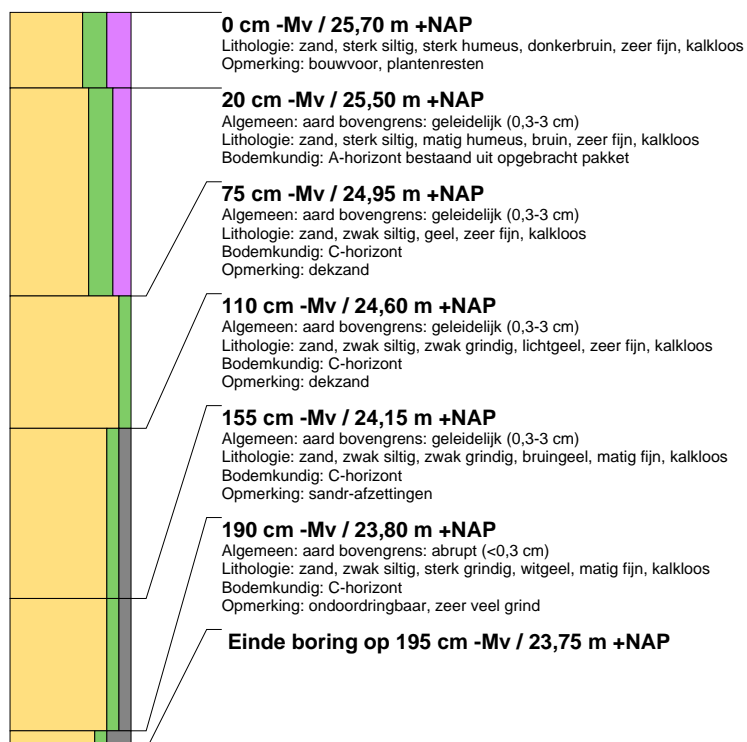 0 cm -Mv / 25,70 m +NAP
Lithologie: zand, sterk siltig, sterk humeus, donkerbruin, zeer fijn, kalkloos
Opmerking: bouwvoor, plantenresten
20 cm -Mv / 25,50 m +NAP
Algemeen: aard bovengrens: geleidelijk (0,3-3 cm)
Lithologie: zand, sterk siltig, matig humeus, bruin, zeer fijn, kalkloos
Bodemkundig: A-horizont bestaand uit opgebracht pakket
75 cm -Mv / 24,95 m +NAP
Algemeen: aard bovengrens: geleidelijk (0,3-3 cm)
Lithologie: zand, zwak siltig, geel, zeer fijn, kalkloos
Bodemkundig: C-horizont
Opmerking: dekzand
110 cm -Mv / 24,60 m +NAP
Algemeen: aard bovengrens: geleidelijk (0,3-3 cm)
Lithologie: zand, zwak siltig, zwak grindig, lichtgeel, zeer fijn, kalkloos
Bodemkundig: C-horizont
Opmerking: dekzand
155 cm -Mv / 24,15 m +NAP
Algemeen: aard bovengrens: geleidelijk (0,3-3 cm)
Lithologie: zand, zwak siltig, zwak grindig, bruingeel, matig fijn, kalkloos
Bodemkundig: C-horizont
Opmerking: sandr-afzettingen
190 cm -Mv / 23,80 m +NAP
Algemeen: aard bovengrens: abrupt (<0,3 cm)
Lithologie: zand, zwak siltig, sterk grindig, witgeel, matig fijn, kalkloos
Bodemkundig: C-horizont
Opmerking: ondoordringbaar, zeer veel grind
Einde boring op 195 cm -Mv / 23,75 m +NAP